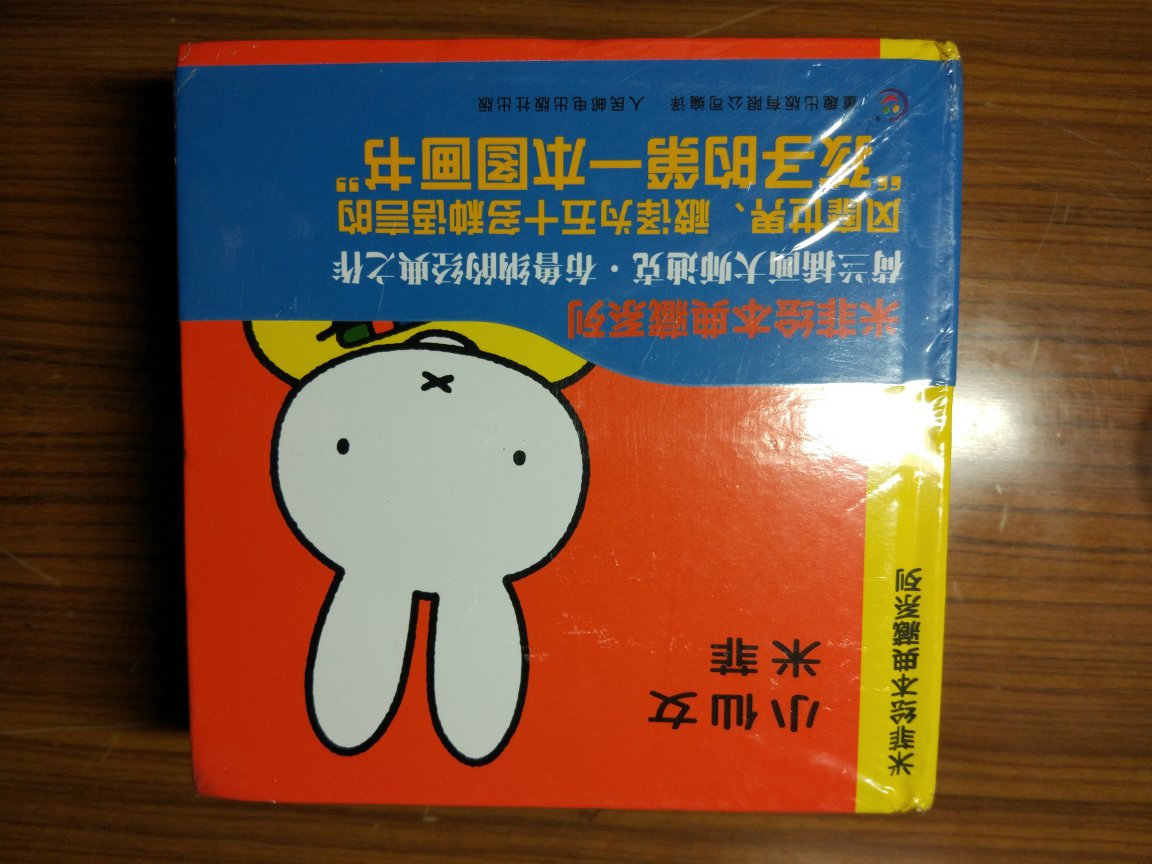 小仙女
米菲
米菲绘本典藏系列
荷兰插画大师迪克·布鲁纳的经典之作
风靡世界、被译为五十多种语言的
“孩子的第一本图画书”
童趣出版有限公司编译 人民邮电出版社出版
米菲绘本典藏系列